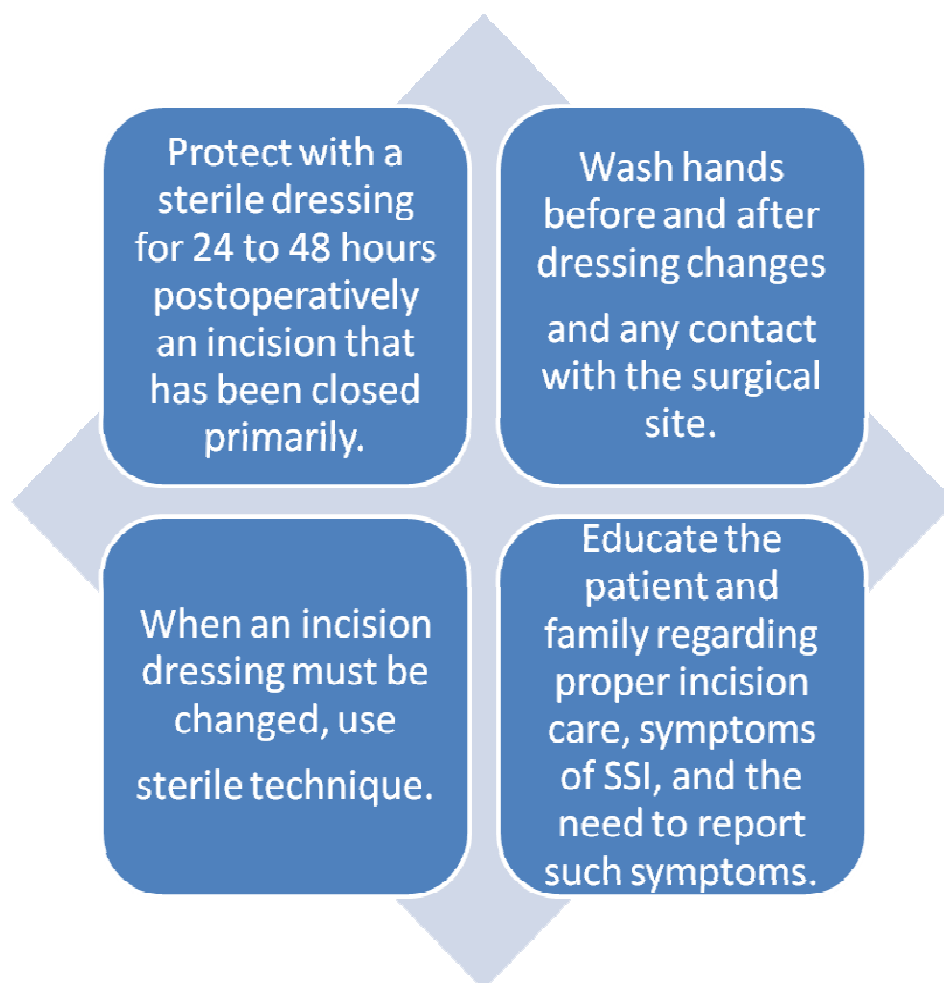 Protect with a
sterile dressing
for 24 to 48 hours
postoperatively
an incision that
has been closed
primarily.
Wash hands
before and after
dressing changes
and any contact
with the surgical
site.
When an incision
dressing must be
changed, use
sterile technique.
Educate the
patient and
family regarding
proper incision
care, symptoms
of SSI, and the
need to report
such symptoms.